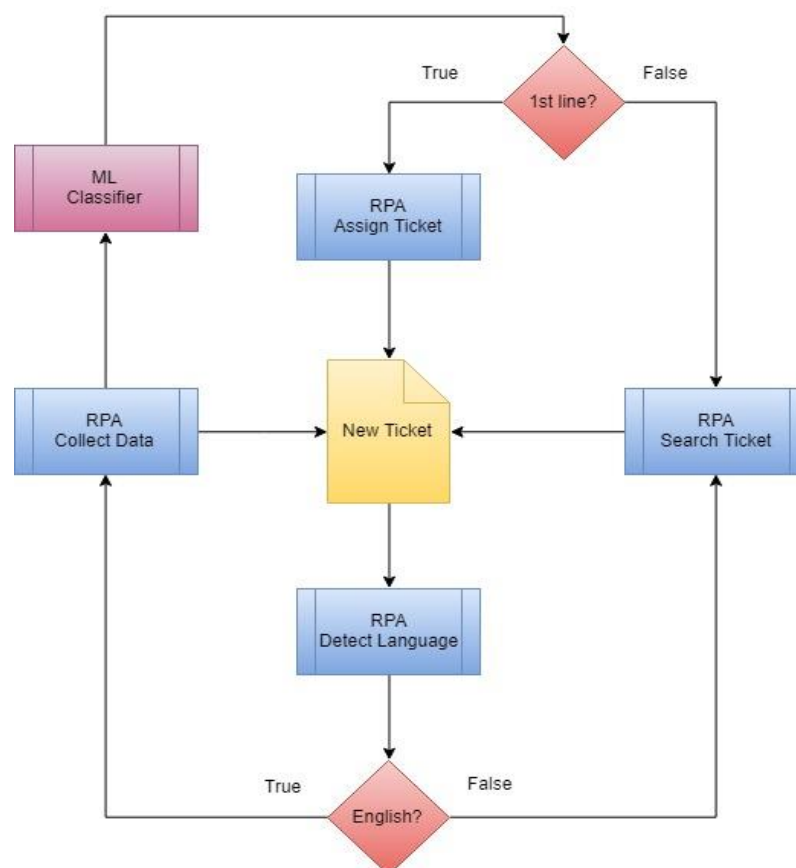 True
False
1st line?
ML
Classifier
RPA
Assign Ticket
RPA
Collect Data
New Ticket
RPA
Search Ticket
RPA
Detect Language
True
False
English?